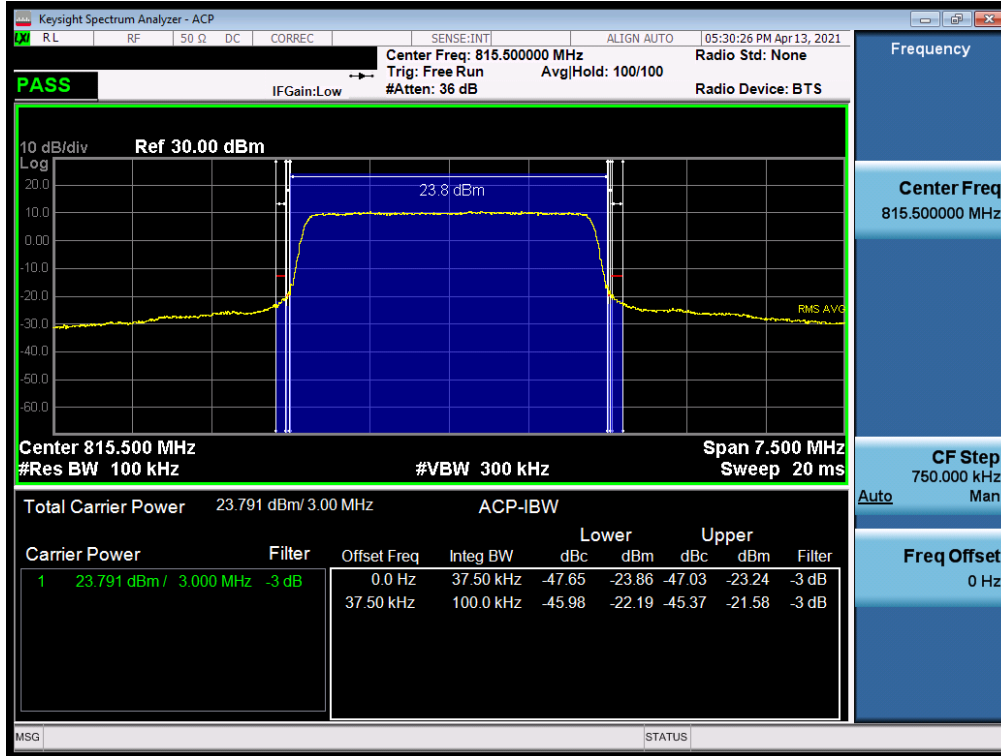 Keysight Spectrum Analyzer - ACP
LXI RL RF 50 Ω DC CORREC SENSE:INT ALIGN AUTO 05:30:26 PM Apr 13, 2021
Center Freq: 815.500000 MHz Radio Std: None
Trig: Free Run Avg|Hold: 100/100
PASS IFGain:Low #Atten: 36 dB Radio Device: BTS
10 dB/div Ref 30.00 dBm
Log
20.0
23.8 dBm
10.0
0.00
-10.0
-20.0
RMS AVG
-30.0
-40.0
-50.0
-60.0
Center 815.500 MHz Span 7.500 MHz
#Res BW 100 kHz #VBW 300 kHz Sweep 20 ms
Total Carrier Power 23.791 dBm/ 3.00 MHz ACP-IBW
Lower Upper
Carrier Power Filter Offset Freq Integ BW dBc dBm dBc dBm Filter
1 23.791 dBm / 3.000 MHz -3 dB 0.0 Hz 37.50 kHz -47.65 -23.86 -47.03 -23.24 -3 dB
37.50 kHz 100.0 kHz -45.98 -22.19 -45.37 -21.58 -3 dB
MSG STATUS
Frequency
Center Freq
815.500000 MHz
CF Step
750.000 kHz
Auto Man
Freq Offset
0 Hz